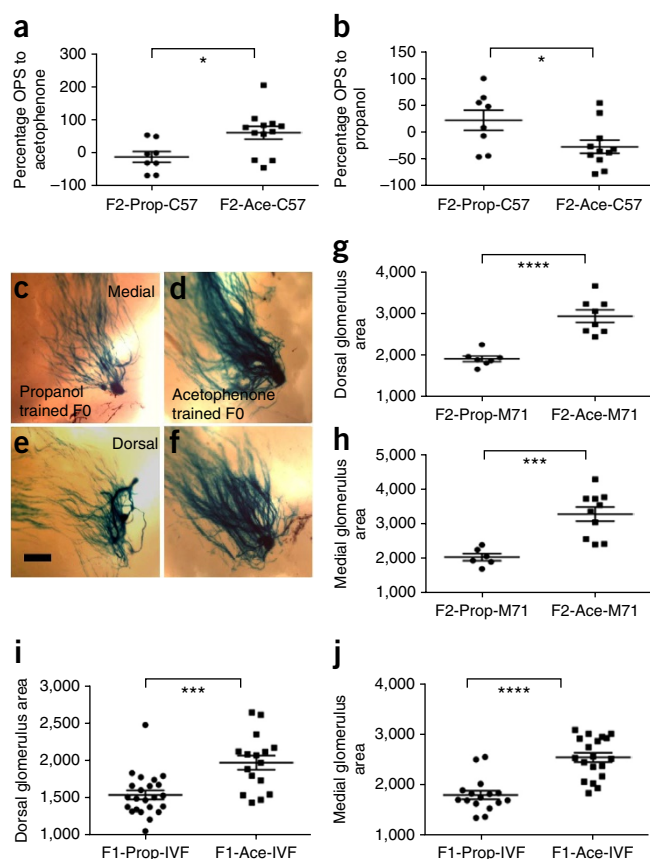 a
Percentage OPS to
acetophenone
300
200
100
0
−100
*
F2-Prop-C57 F2-Ace-C57
b
Percentage OPS to
propanol
150
100
50
0
−50
−100
*
F2-Prop-C57 F2-Ace-C57
c
Medial
Propanol
trained F0
d
Acetophenone
trained F0
e
Dorsal
f
g
Dorsal glomerulus
area
4,000
3,000
2,000
1,000
****
F2-Prop-M71 F2-Ace-M71
h
Medial glomerulus
area
5,000
4,000
3,000
2,000
1,000
***
F2-Prop-M71 F2-Ace-M71
i
Dorsal glomerulus area
3,000
2,500
2,000
1,500
1,000
***
F1-Prop-IVF F1-Ace-IVF
j
Medial glomerulus
area
4,000
3,000
2,000
1,000
****
F1-Prop-IVF F1-Ace-IVF